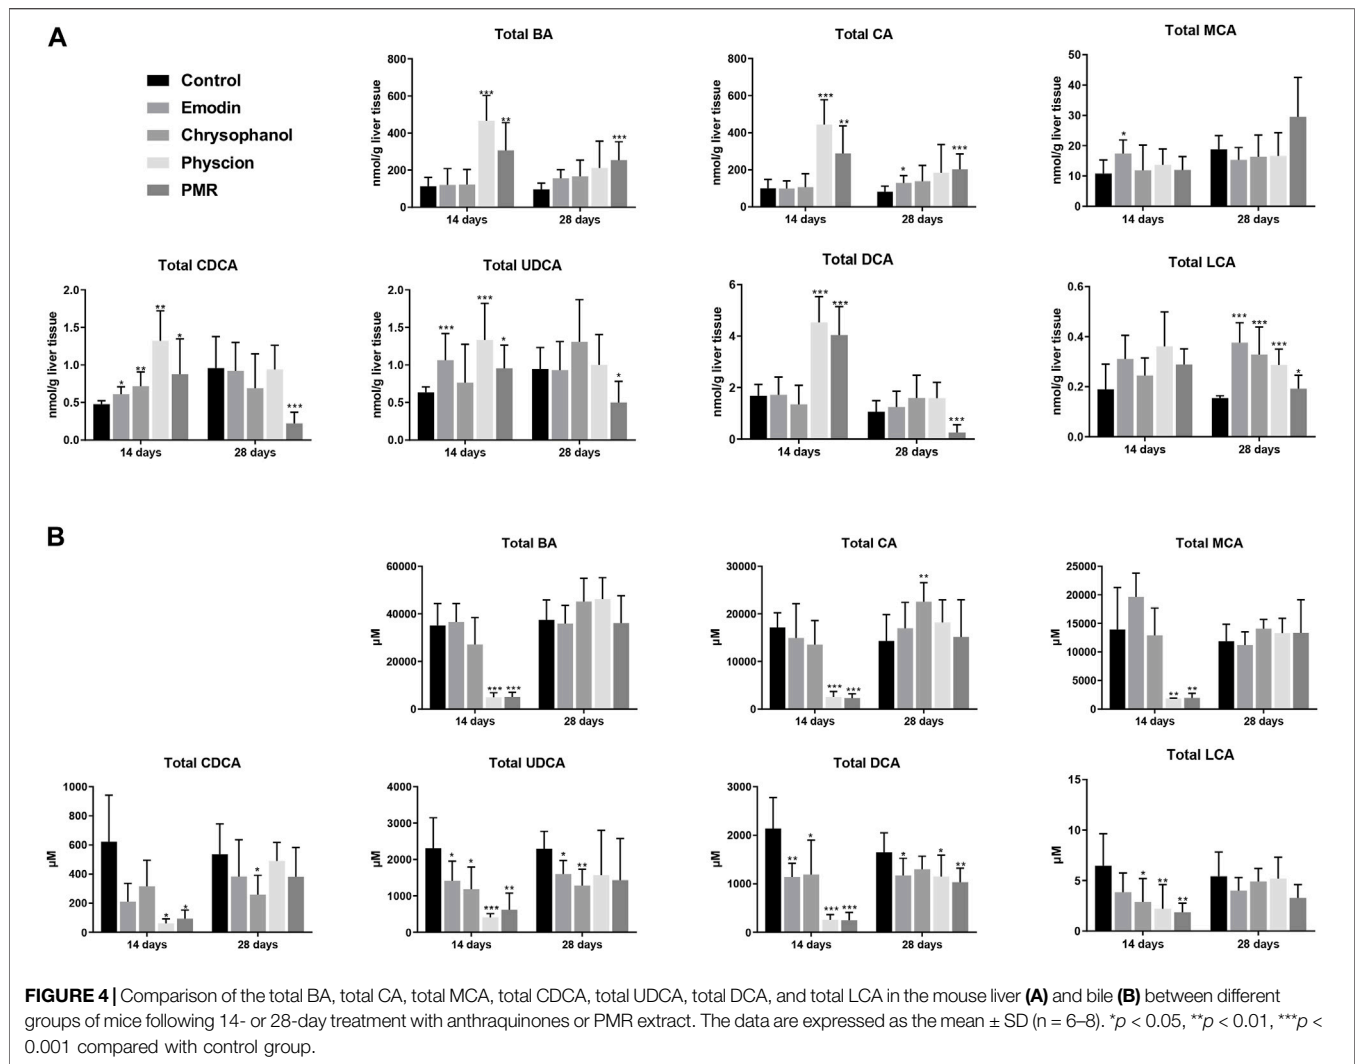 A
Control
Emodin
Chrysophanol
Physcion
PMR
Total BA
nmol/g liver tissue
800
600
400
200
0
*** ** ***
14 days 28 days
Total CA
nmol/g liver tissue
800
600
400
200
0
*** ** * ***
14 days 28 days
Total MCA
nmol/g liver tissue
50
40
30
20
10
0
*
14 days 28 days
Total CDCA
nmol/g liver tissue
2.0
1.5
1.0
0.5
0.0
* ** ** * ***
14 days 28 days
Total UDCA
nmol/g liver tissue
2.0
1.5
1.0
0.5
0.0
*** *** * *
14 days 28 days
Total DCA
nmol/g liver tissue
6
4
2
0
*** *** ***
14 days 28 days
Total LCA
nmol/g liver tissue
0.6
0.4
0.2
0.0
*** *** *** *
14 days 28 days
B
Total BA
µM
60000
40000
20000
0
*** ***
14 days 28 days
Total CA
µM
30000
20000
10000
0
*** *** **
14 days 28 days
Total MCA
µM
25000
20000
15000
10000
5000
0
** **
14 days 28 days
Total CDCA
µM
1000
800
600
400
200
0
* * *
14 days 28 days
Total UDCA
µM
4000
3000
2000
1000
0
* * *** ** * **
14 days 28 days
Total DCA
µM
3000
2000
1000
0
** * *** *** * * **
14 days 28 days
Total LCA
µM
15
10
5
0
* ** **
14 days 28 days
FIGURE 4 | Comparison of the total BA, total CA, total MCA, total CDCA, total UDCA, total DCA, and total LCA in the mouse liver (A) and bile (B) between different
groups of mice following 14- or 28-day treatment with anthraquinones or PMR extract. The data are expressed as the mean ± SD (n = 6–8). *p < 0.05, **p < 0.01, ***p <
0.001 compared with control group.